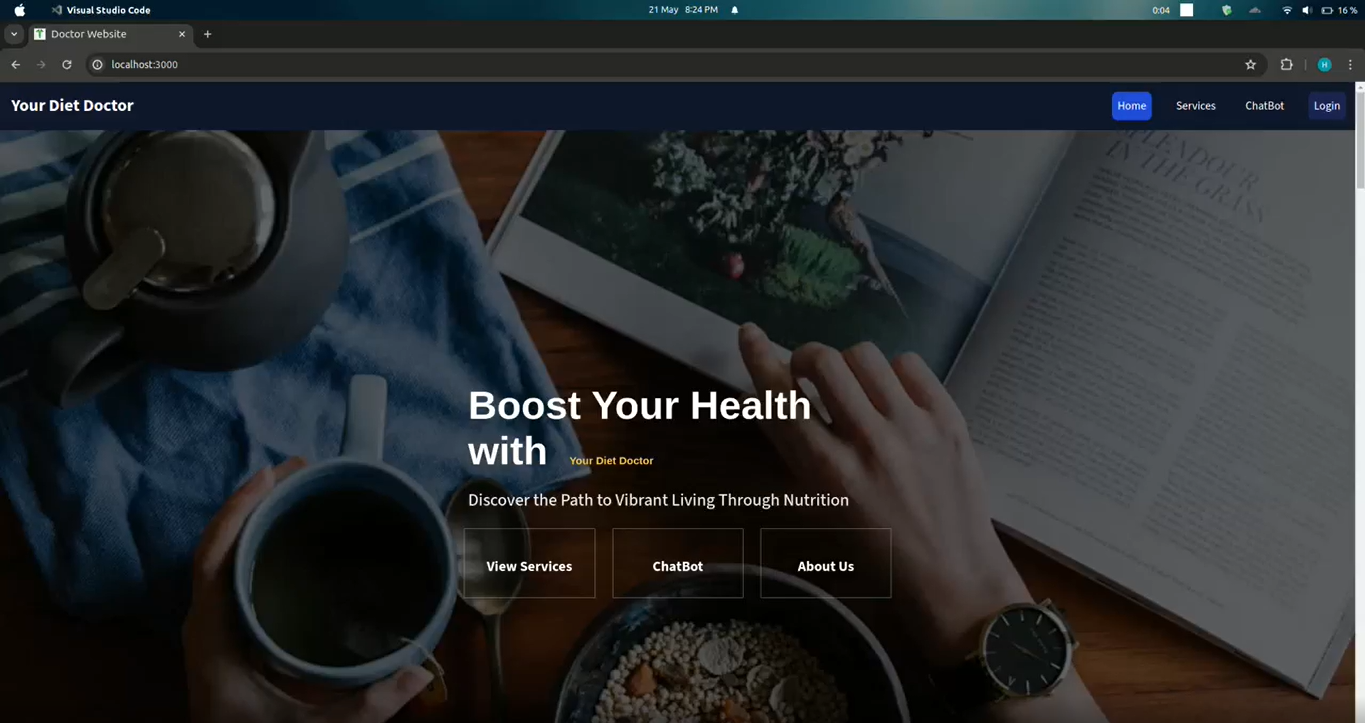 Visual Studio Code
21 May 8:24 PM
0:04
16 %
Doctor Website
localhost:3000
H
Your Diet Doctor
Home
Services
ChatBot
Login
SPLENDOUR
IN THE GRASS
Boost Your Health
with Your Diet Doctor
Discover the Path to Vibrant Living Through Nutrition
View Services
ChatBot
About Us